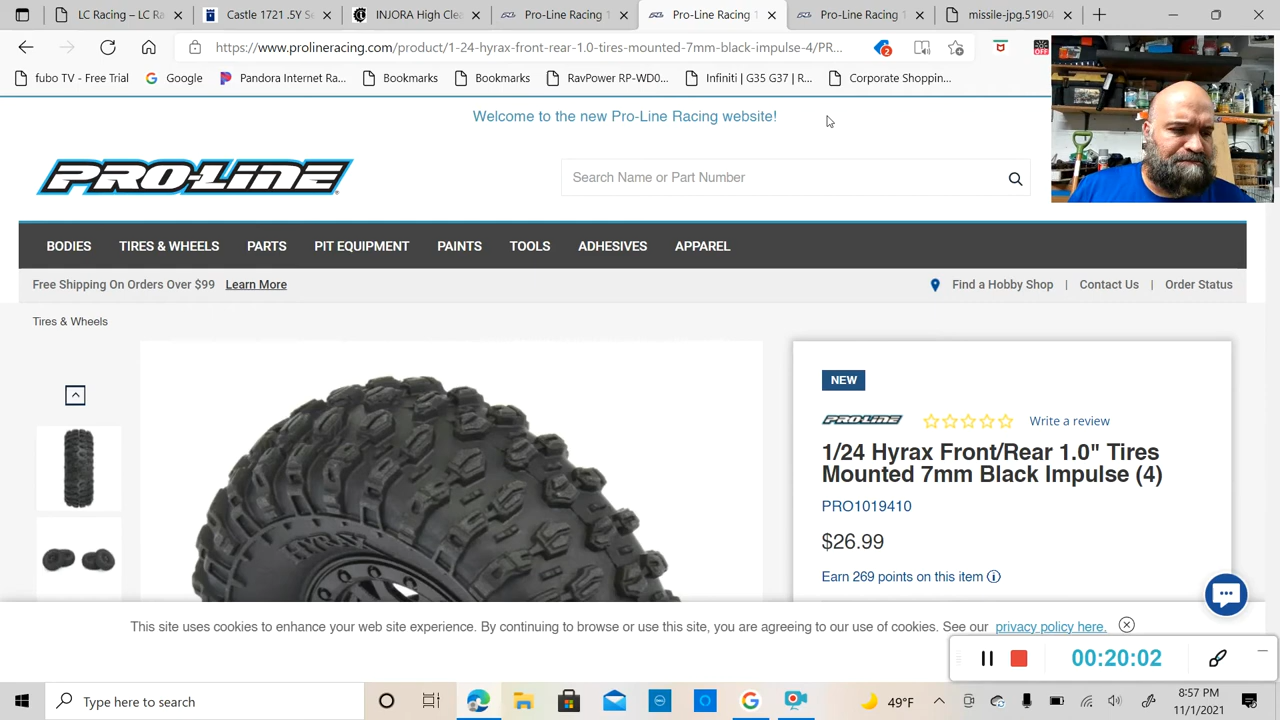 Castle 1721 .5Y Se
INJORA High Clea
Pro-Line Racing 1
Pro-Line Racing 1
Pro-Line Racing 1
missile.p.5190
https://www.prolineracing.com/product/1-24-hyrax-front-rear-1.0-tires-mounted-7mm-black-impulse-4/PR...
2
OFF
fubo TV - Free Trial
Google
Pandora Internet Ra...
Bookmarks
Bookmarks
RavPower RP-WD0...
Infiniti | G35 G37 | R...
Corporate Shoppin...
Welcome to the new Pro-Line Racing website!
PRO-LINE
Search Name or Part Number
BODIES
TIRES & WHEELS
PARTS
PIT EQUIPMENT
PAINTS
TOOLS
ADHESIVES
APPAREL
Free Shipping On Orders Over $99 Learn More
Find a Hobby Shop | Contact Us | Order Status
Tires & Wheels
NEW
PRO-LINE
Write a review
1/24 Hyrax Front/Rear 1.0" Tires
Mounted 7mm Black Impulse (4)
PRO1019410
$26.99
Earn 269 points on this item
HYRAX
This site uses cookies to enhance your web site experience. By continuing to browse or use this site, you are agreeing to our use of cookies. See our privacy policy here.
00:20:02
Type here to search
49°F
8:57 PM
11/1/2021